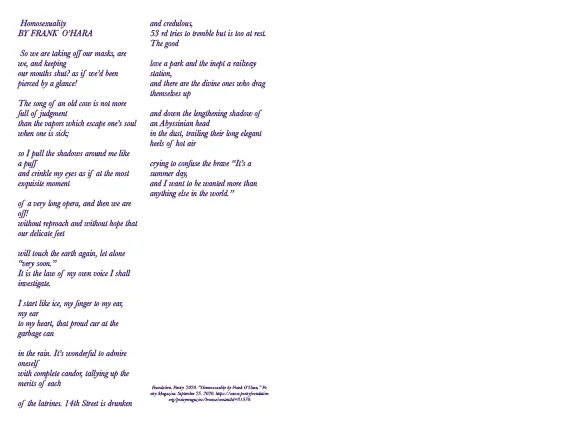 Homosexuality
BY FRANK O'HARA
So we are taking off our masks, are
we, and keeping
our mouths shut? as if we'd been
pierced by a glance!
The song of an old cow is not more
full of judgment
than the vapors which escape one's soul
when one is sick;
so I pull the shadows around me like
a puff
and crinkle my eyes as if at the most
exquisite moment
of a very long opera, and then we are
off!
without reproach and without hope that
our delicate feet
will touch the earth again, let alone
"very soon."
It is the law of my own voice I shall
investigate.
I start like ice, my finger to my ear,
my ear
to my heart, that proud cur at the
garbage can
in the rain. It's wonderful to admire
oneself
with complete candor, tallying up the
merits of each
of the latrines. 14th Street is drunken
and credulous,
53 rd tries to tremble but is too at rest.
The good
love a park and the inept a railway
station,
and there are the divine ones who drag
themselves up
and down the lengthening shadow of
an Abyssinian head
in the dust, trailing their long elegant
heels of hot air
crying to confuse the brave "It's a
summer day,
and I want to be wanted more than
anything else in the world."
Foundation, Poetry. 2020. "Homosexuality by Frank O'Hara." Po
etry Magazine. September 25, 2020. https://www.poetryfoundation.